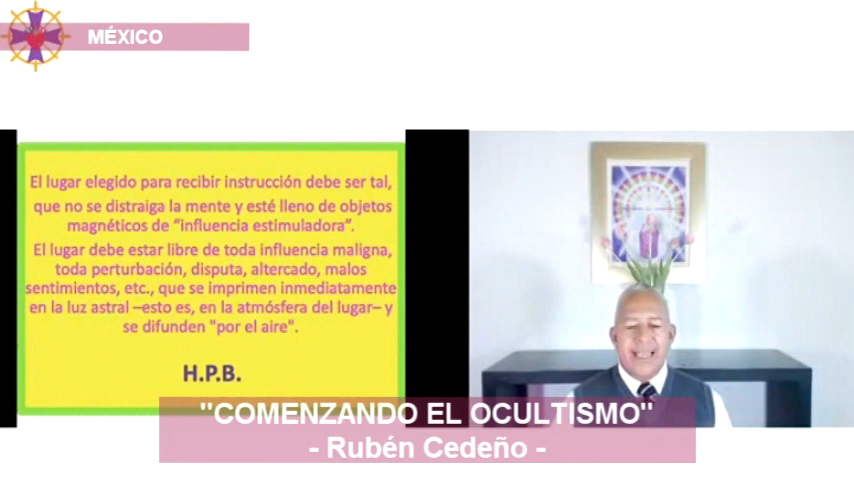 MÉXICO
El lugar elegido para recibir instrucción debe ser tal,
que no se distraiga la mente y esté lleno de objetos
magnéticos de “influencia estimuladora”.
El lugar debe estar libre de toda influencia maligna,
toda perturbación, disputa, altercado, malos
sentimientos, etc., que se imprimen inmediatamente
en la luz astral –esto es, en la atmósfera del lugar– y
se difunden "por el aire".
H.P.B.
"COMENZANDO EL OCULTISMO"
- Rubén Cedeño -